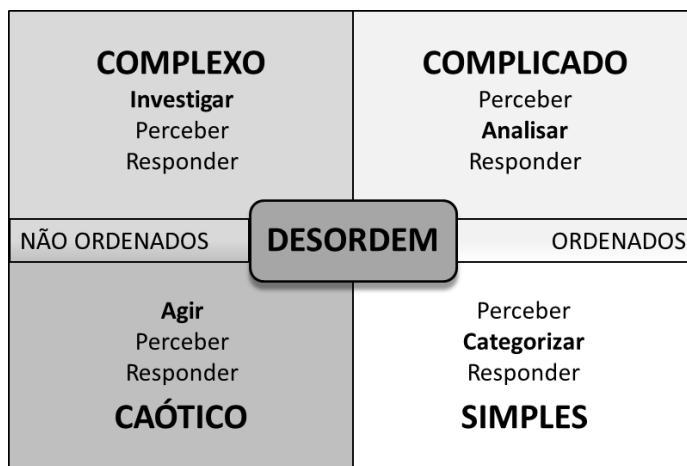 COMPLEXO
Investigar
Perceber
Responder
COMPLICADO
Perceber
Analisar
Responder
NÃO ORDENADOS
DESORDEM
ORDENADOS
Agir
Perceber
Responder
CAÓTICO
Perceber
Categorizar
Responder
SIMPLES